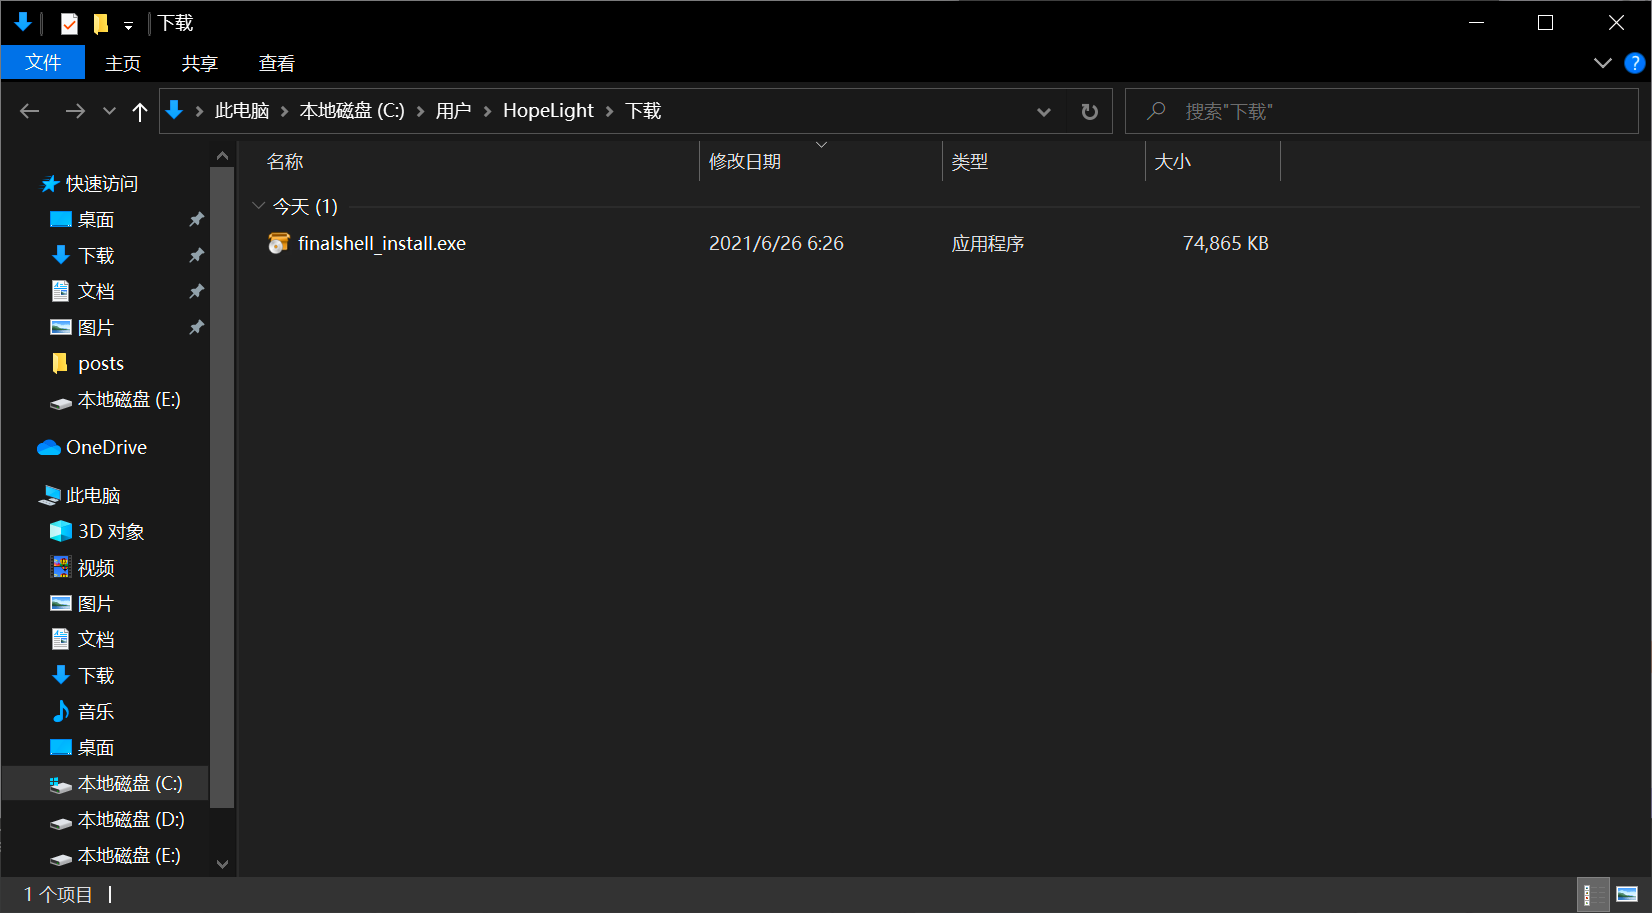 下载
文件 主页 共享 查看
此电脑 本地磁盘 (C:) 用户 HopeLight 下载
搜索"下载"
名称 修改日期 类型 大小
今天 (1)
finalshell_install.exe 2021/6/26 6:26 应用程序 74,865 KB
快速访问
桌面
下载
文档
图片
posts
本地磁盘 (E:)
OneDrive
此电脑
3D 对象
视频
图片
文档
下载
音乐
桌面
本地磁盘 (C:)
本地磁盘 (D:)
本地磁盘 (E:)
1 个项目